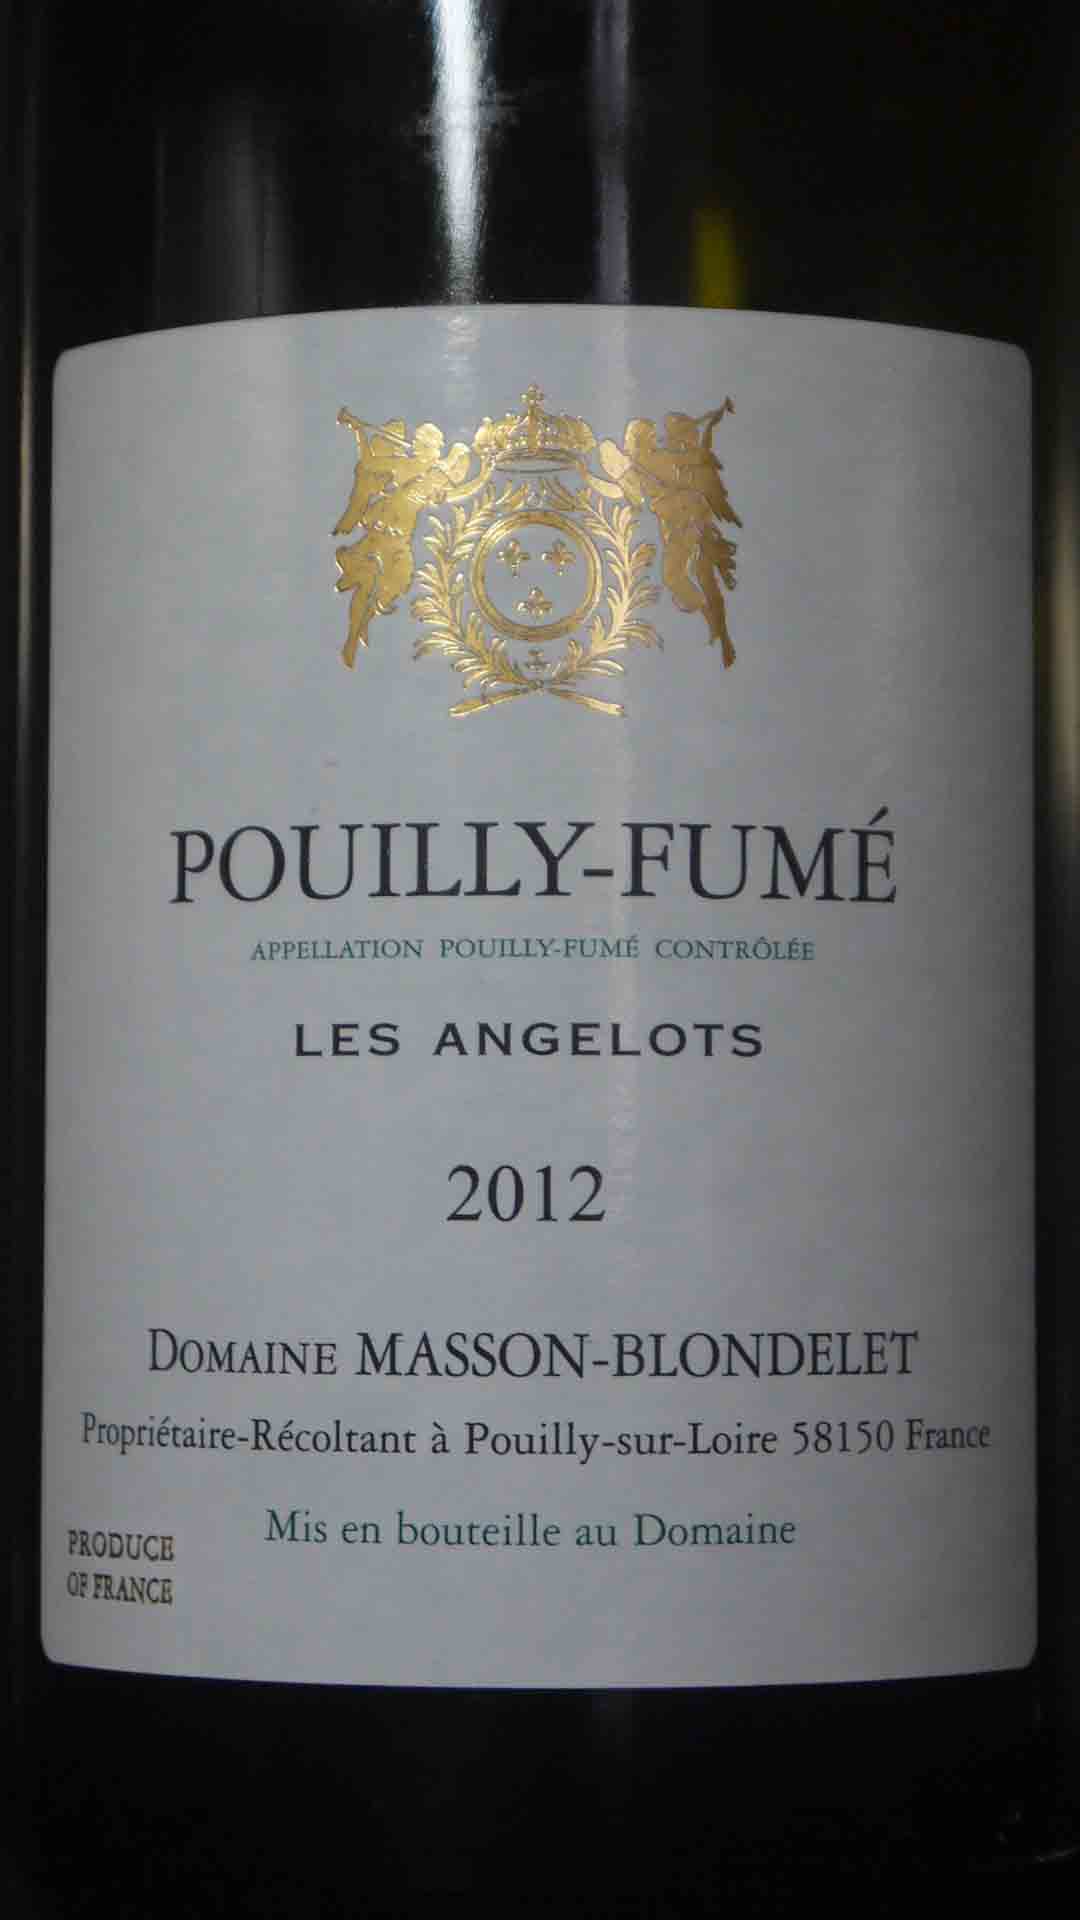 POUILLY-FUMÉ
APPELLATION POUILLY-FUMÉ CONTRÔLÉE
LES ANGELOTS
2012
DOMAINE MASSON-BLONDELET
Propriétaire-Récoltant à Pouilly-sur-Loire 58150 France
Mis en bouteille au Domaine
PRODUCE
OF FRANCE